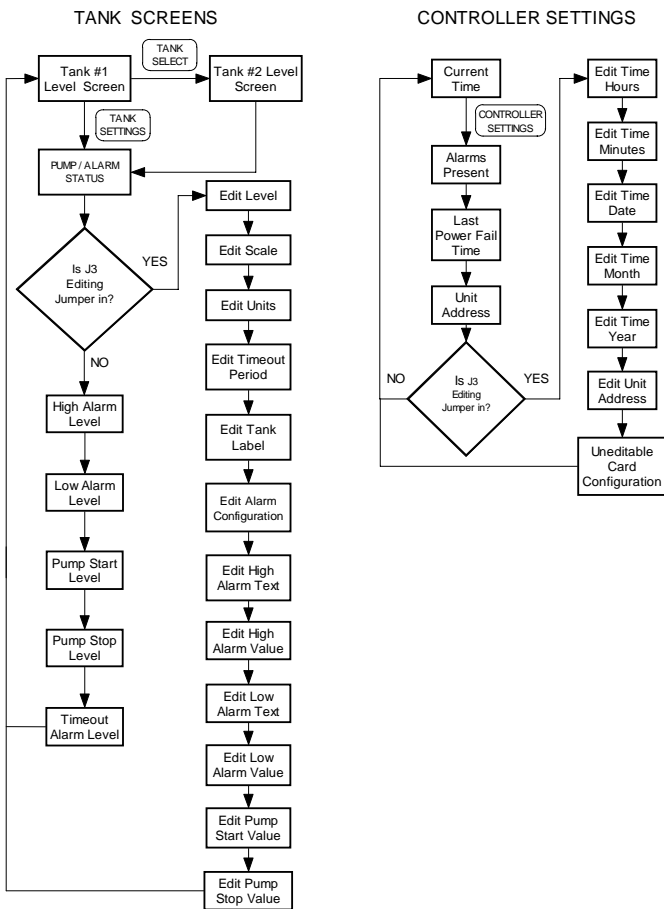 TANK SCREENS
TANK
SELECT
Tank #1
Level Screen
Tank #2 Level
Screen
TANK
SETTINGS
PUMP / ALARM
STATUS
Is J3
Editing
Jumper in?
YES
NO
High Alarm
Level
Low Alarm
Level
Pump Start
Level
Pump Stop
Level
Timeout
Alarm Level
Edit Level
Edit Scale
Edit Units
Edit Timeout
Period
Edit Tank
Label
Edit Alarm
Configuration
Edit High
Alarm Text
Edit High
Alarm Value
Edit Low
Alarm Text
Edit Low
Alarm Value
Edit Pump
Start Value
Edit Pump
Stop Value
CONTROLLER SETTINGS
Current
Time
CONTROLLER
SETTINGS
Alarms
Present
Last
Power Fail
Time
Unit
Address
Is J3
Editing
Jumper in?
NO
YES
Edit Time
Hours
Edit Time
Minutes
Edit Time
Date
Edit Time
Month
Edit Time
Year
Edit Unit
Address
Uneditable
Card
Configuration